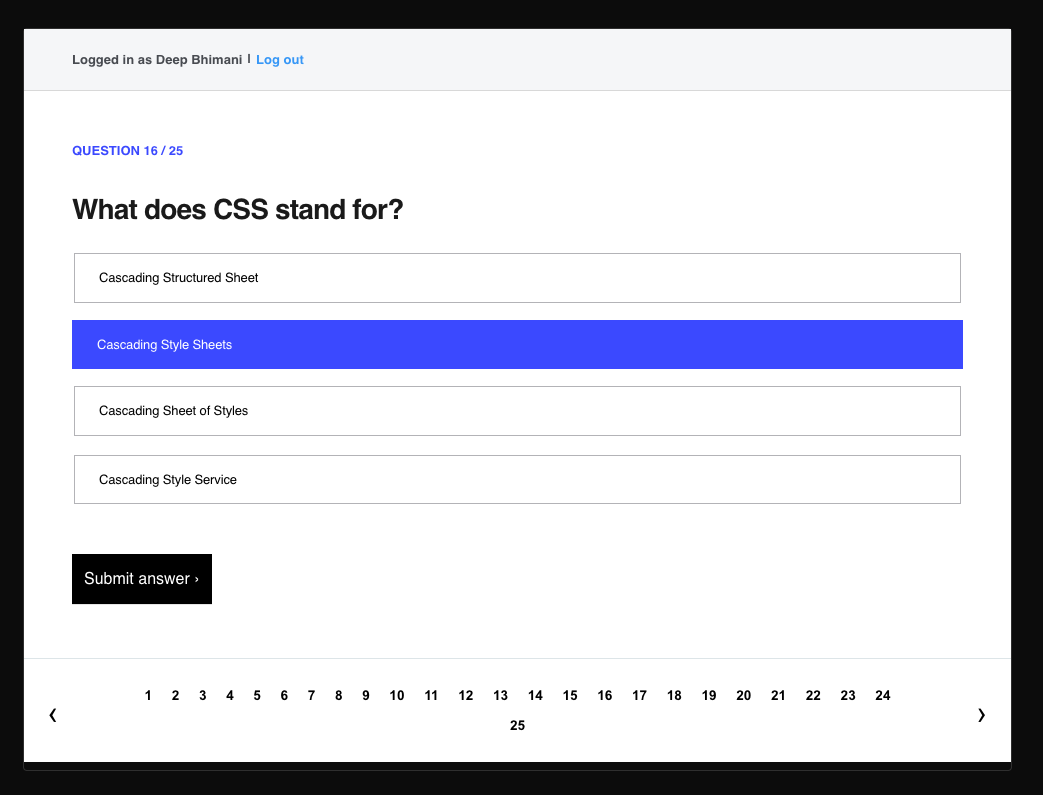 Logged in as Deep Bhimani | Log out
QUESTION 16 / 25
What does CSS stand for?
Cascading Structured Sheet
Cascading Style Sheets
Cascading Sheet of Styles
Cascading Style Service
Submit answer ›
❮ 1 2 3 4 5 6 7 8 9 10 11 12 13 14 15 16 17 18 19 20 21 22 23 24 ❯
25